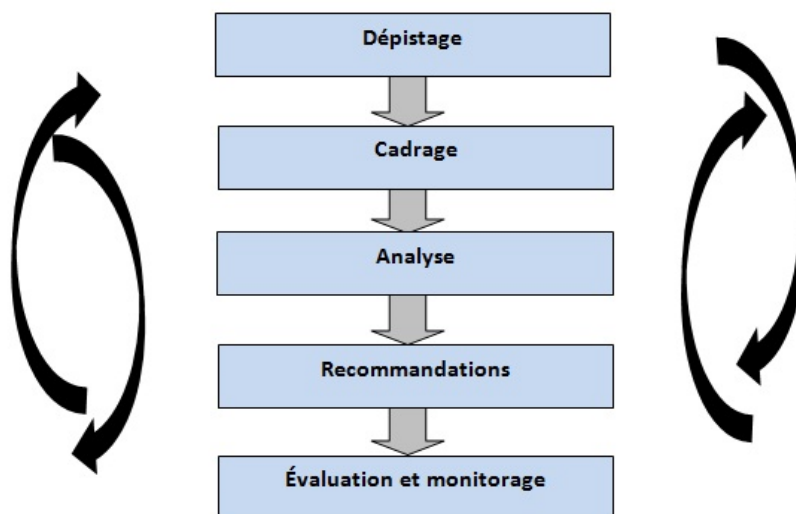 Dépistage
Cadrage
Analyse
Recommandations
Évaluation et monitorage